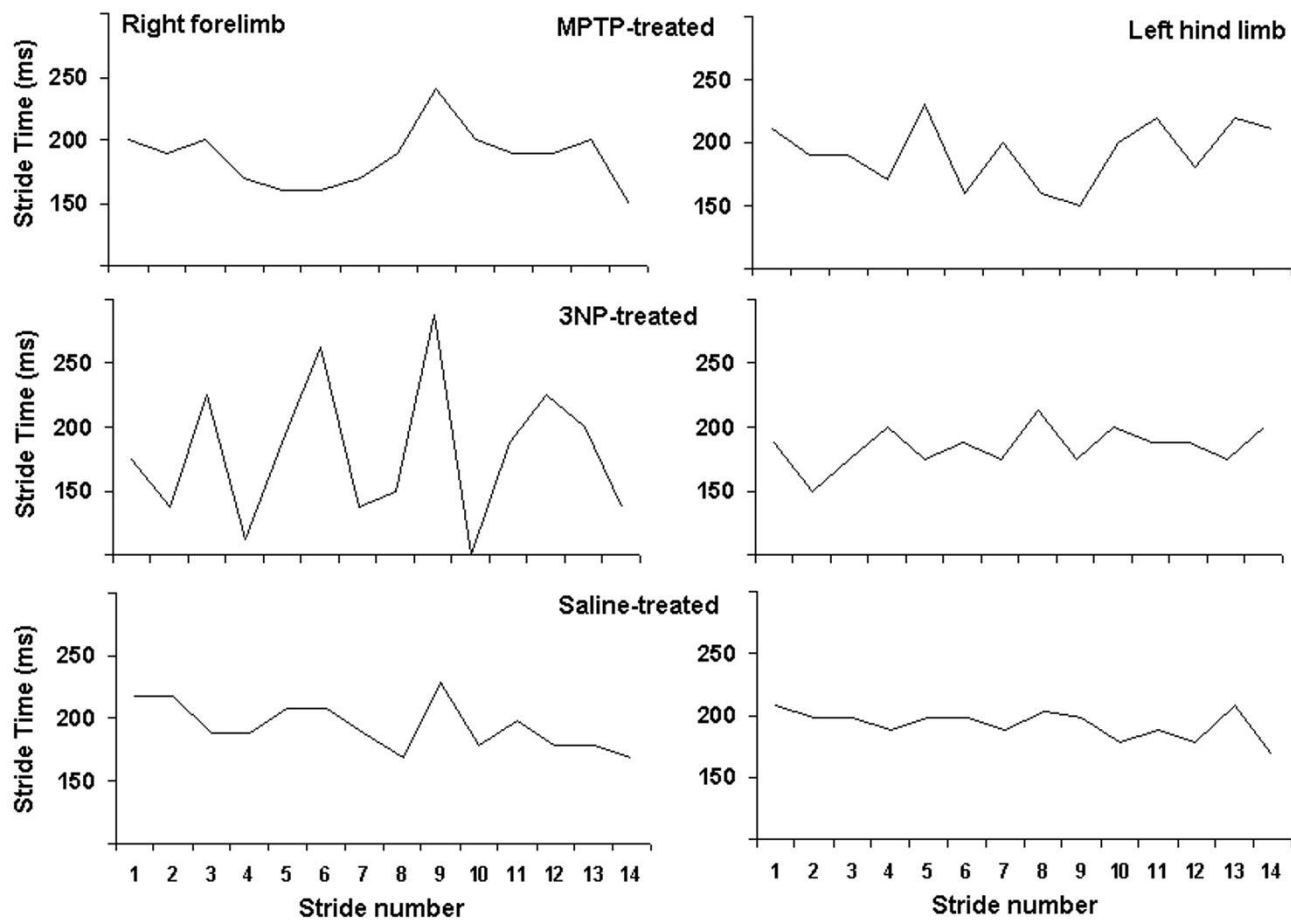 Right forelimb MPTP-treated Left hind limb
Stride Time (ms)
250 250
200 200
150 150
3NP-treated
Stride Time (ms)
250 250
200 200
150 150
Saline-treated
Stride Time (ms)
250 250
200 200
150 150
1 2 3 4 5 6 7 8 9 10 11 12 13 14 1 2 3 4 5 6 7 8 9 10 11 12 13 14
Stride number Stride number